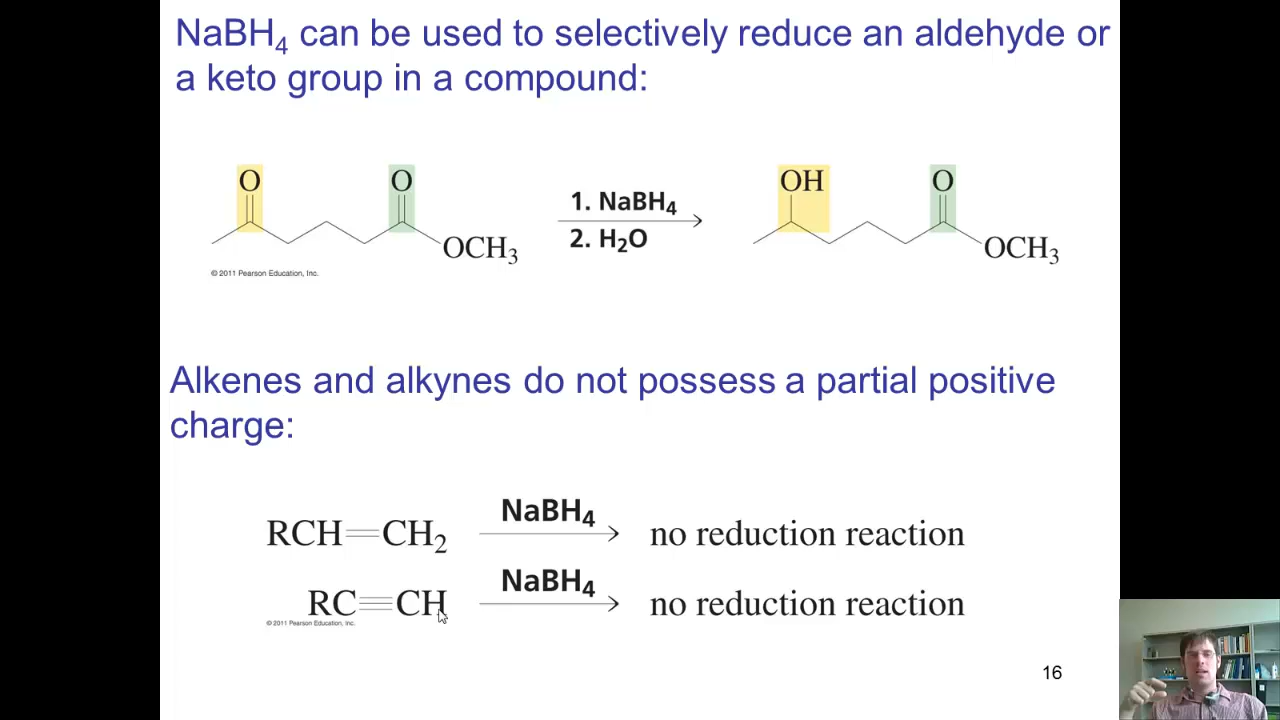 NaBH₄ can be used to selectively reduce an aldehyde or
a keto group in a compound:
O O OH O
1. NaBH₄
2. H₂O
OCH₃ OCH₃
© 2011 Pearson Education, Inc.
Alkenes and alkynes do not possess a partial positive
charge:
RCH=CH₂ NaBH₄ no reduction reaction
RC≡CH NaBH₄ no reduction reaction
© 2011 Pearson Education, Inc.
16